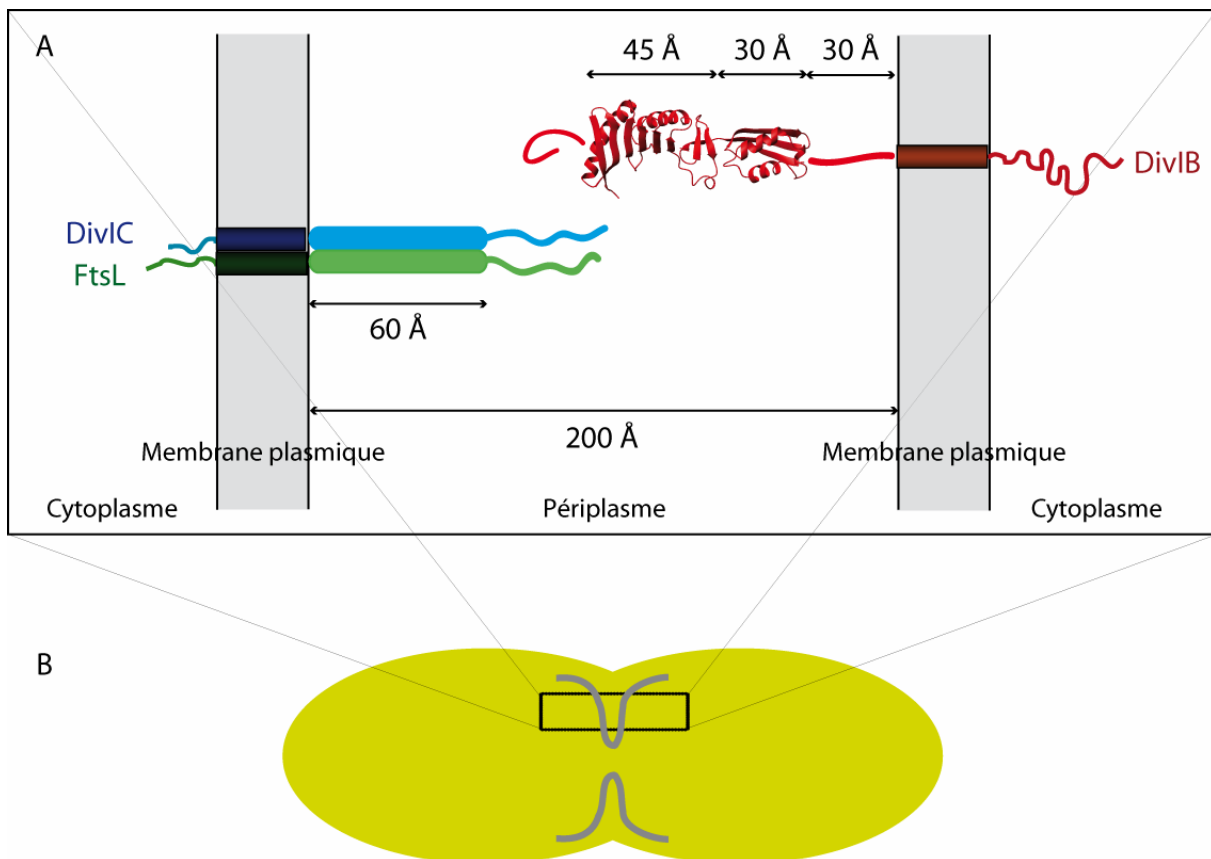 A
45 Å
30 Å
30 Å
DivIB
DivIC
FtsL
60 Å
200 Å
Membrane plasmique
Membrane plasmique
Cytoplasme
Périplasme
Cytoplasme
B